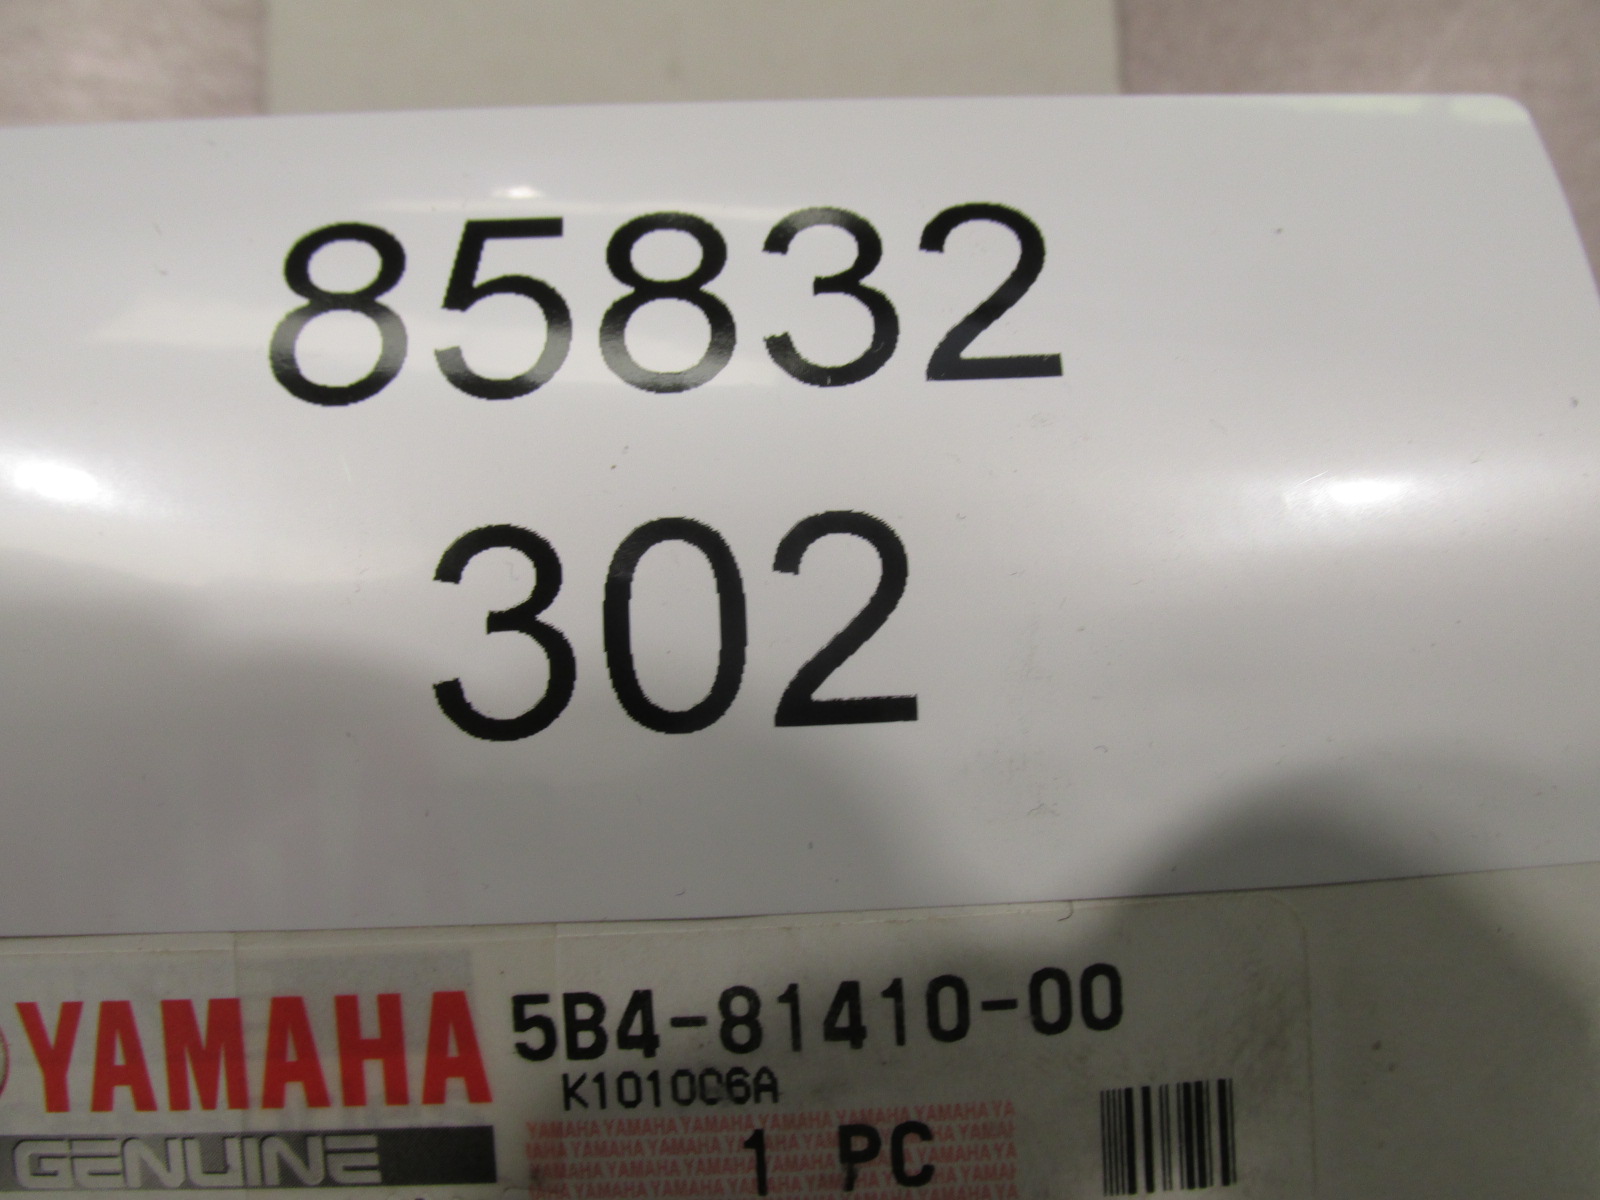 85832
302
YAMAHA 5B4-81410-00
K101006A
GENUINE 1 PC